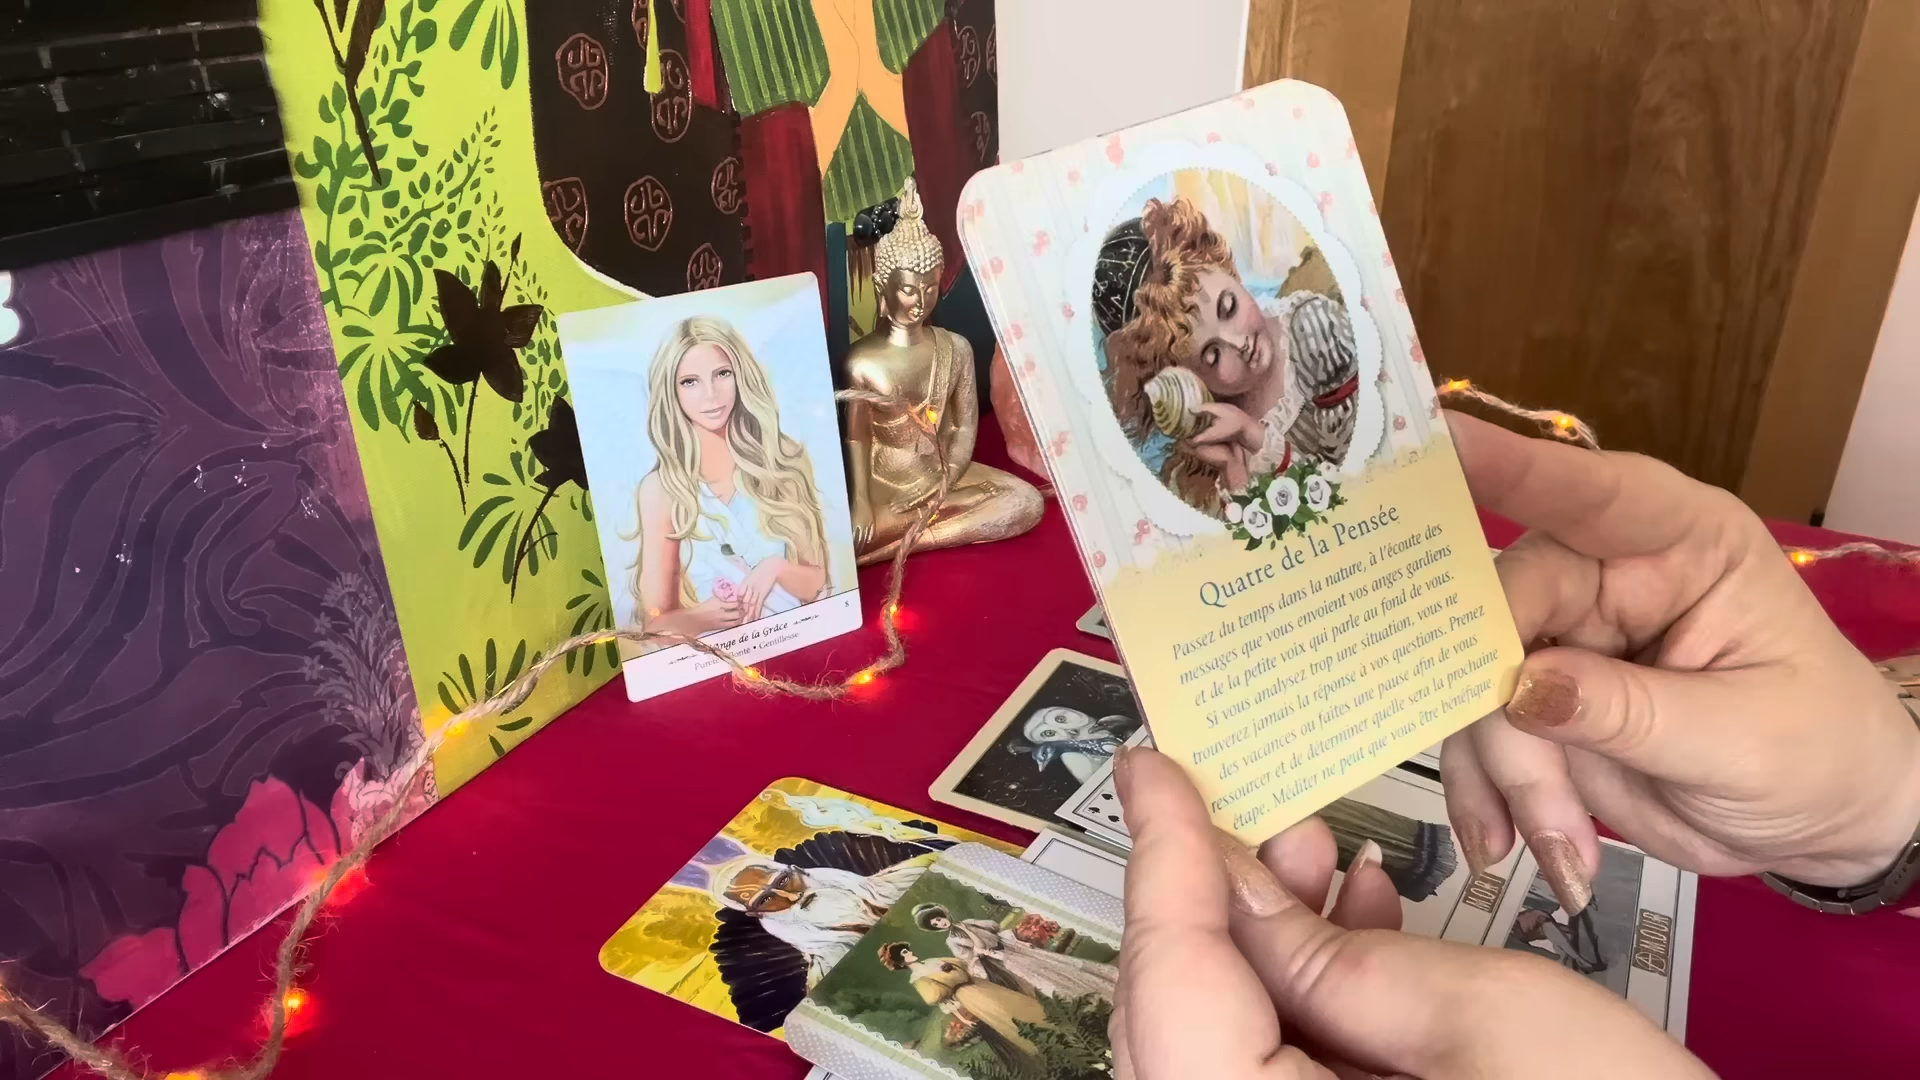 Quatre de la Pensée
Passez du temps dans la nature, à l'écoute des
messages que vous envoient vos anges gardiens
et de la petite voix qui parle au fond de vous.
Si vous analysez trop une situation, vous ne
trouverez jamais la réponse à vos questions. Prenez
des vacances ou faites une pause afin de vous
ressourcer et de déterminer quelle sera la prochaine
étape. Méditer ne peut que vous être bénéfique.
8
Ange de la Grâce
Pureté • Bonté • Gentillesse
MORT
AMOUR